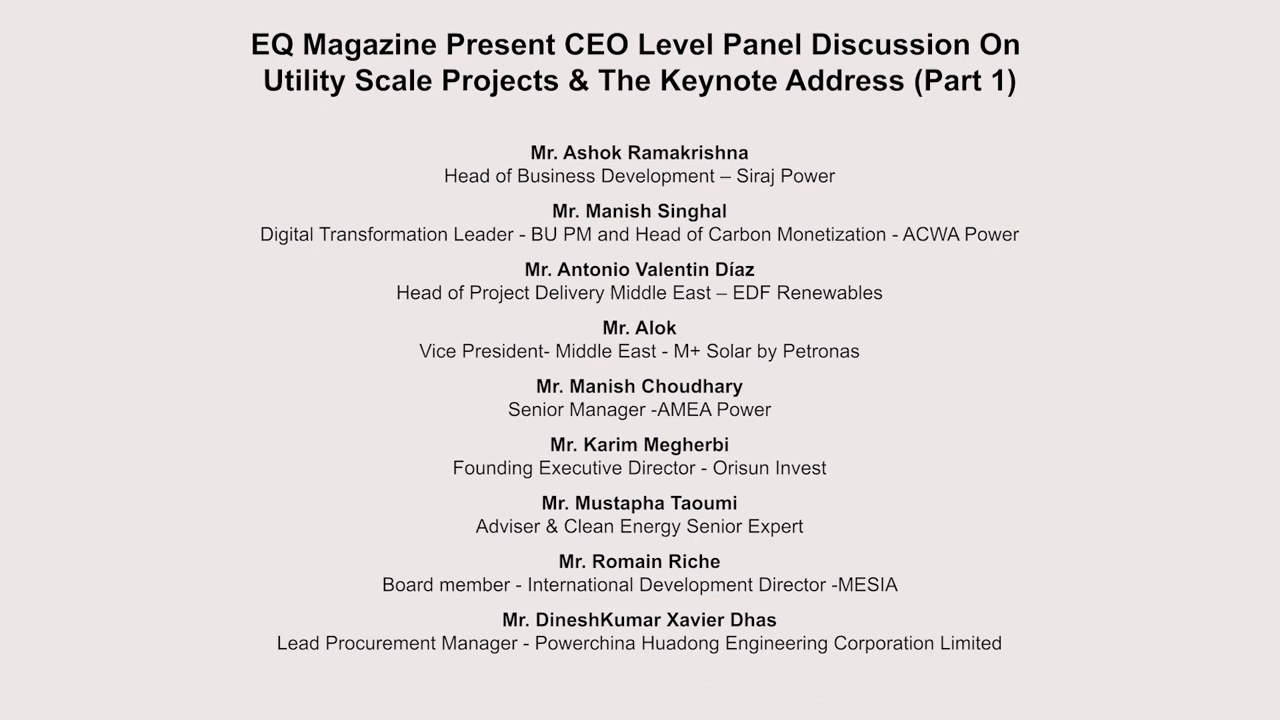 EQ Magazine Present CEO Level Panel Discussion On
Utility Scale Projects & The Keynote Address (Part 1)
Mr. Ashok Ramakrishna
Head of Business Development – Siraj Power
Mr. Manish Singhal
Digital Transformation Leader - BU PM and Head of Carbon Monetization - ACWA Power
Mr. Antonio Valentin Díaz
Head of Project Delivery Middle East – EDF Renewables
Mr. Alok
Vice President- Middle East - M+ Solar by Petronas
Mr. Manish Choudhary
Senior Manager -AMEA Power
Mr. Karim Megherbi
Founding Executive Director - Orisun Invest
Mr. Mustapha Taoumi
Adviser & Clean Energy Senior Expert
Mr. Romain Riche
Board member - International Development Director -MESIA
Mr. DineshKumar Xavier Dhas
Lead Procurement Manager - Powerchina Huadong Engineering Corporation Limited